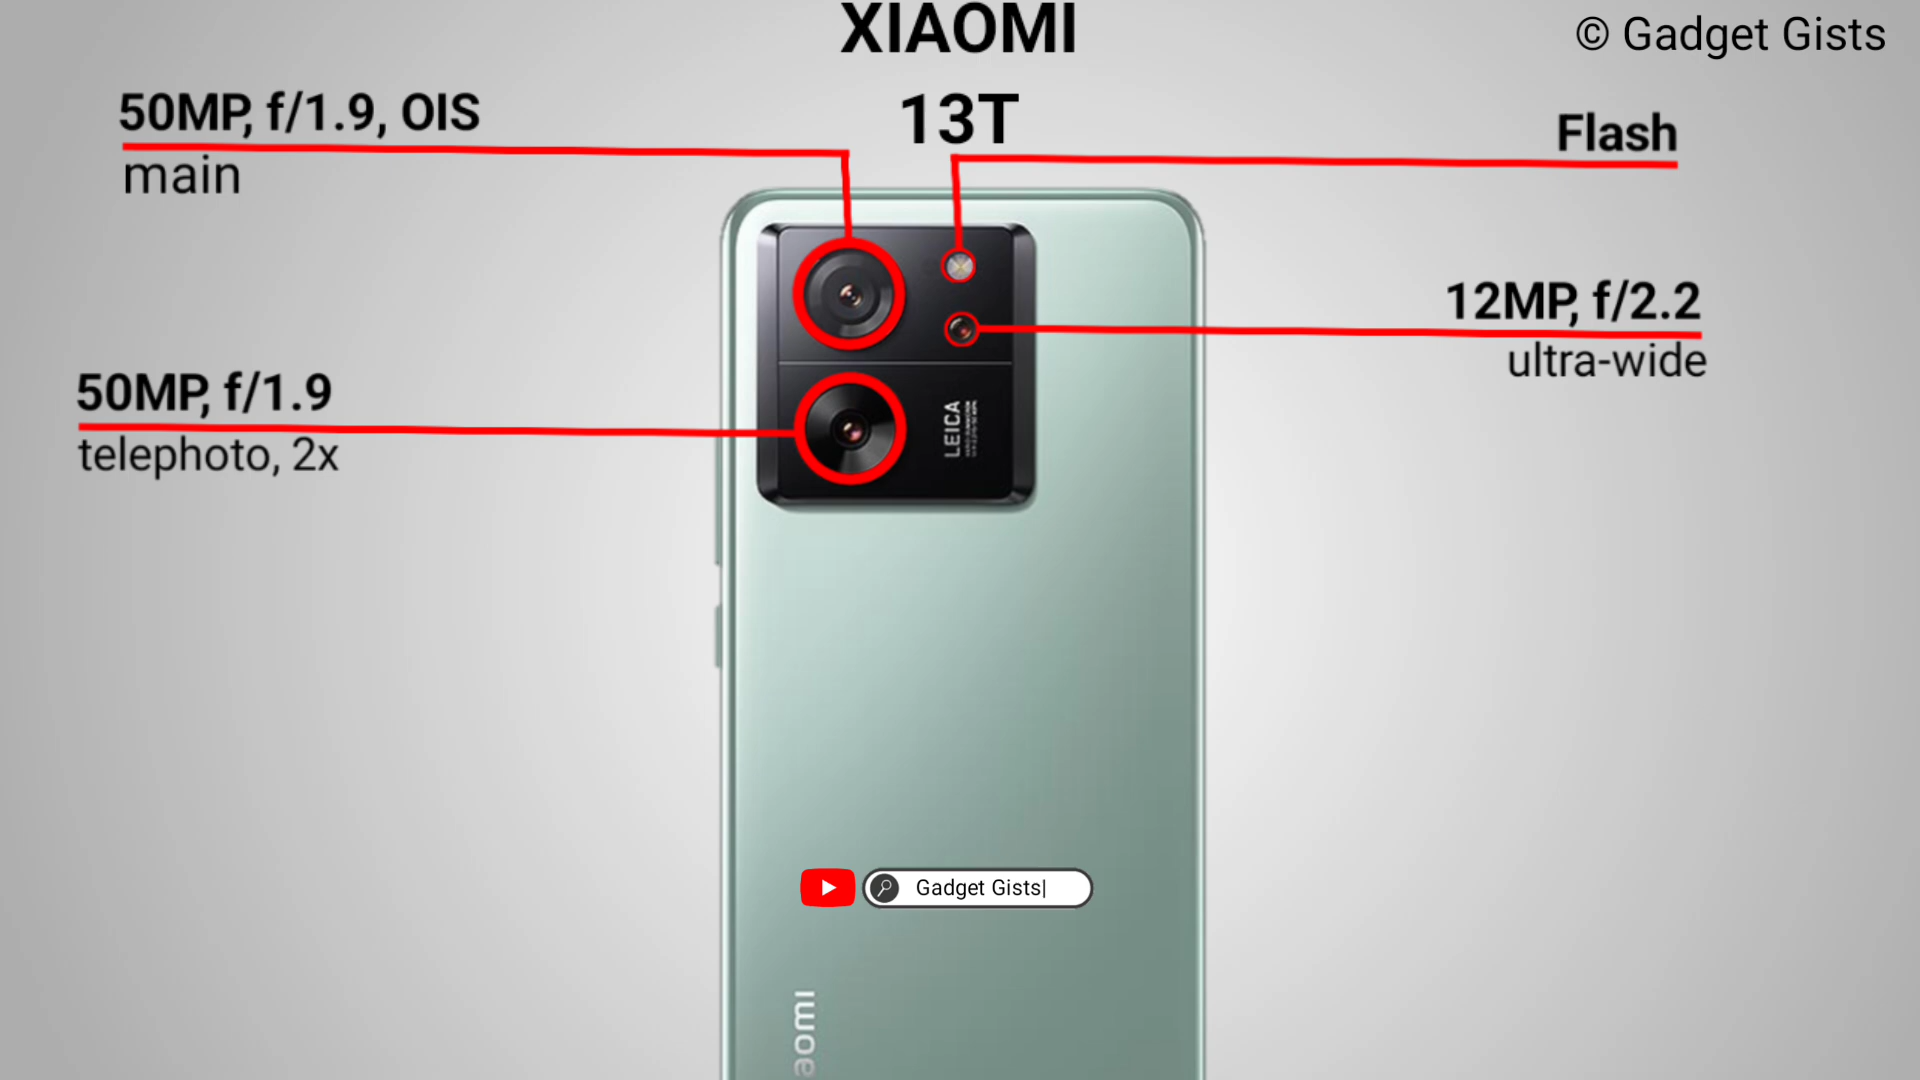 XIAOMI
13T
© Gadget Gists
50MP, f/1.9, OIS
main
Flash
12MP, f/2.2
ultra-wide
50MP, f/1.9
telephoto, 2x
LEICA
Gadget Gists|
aomi